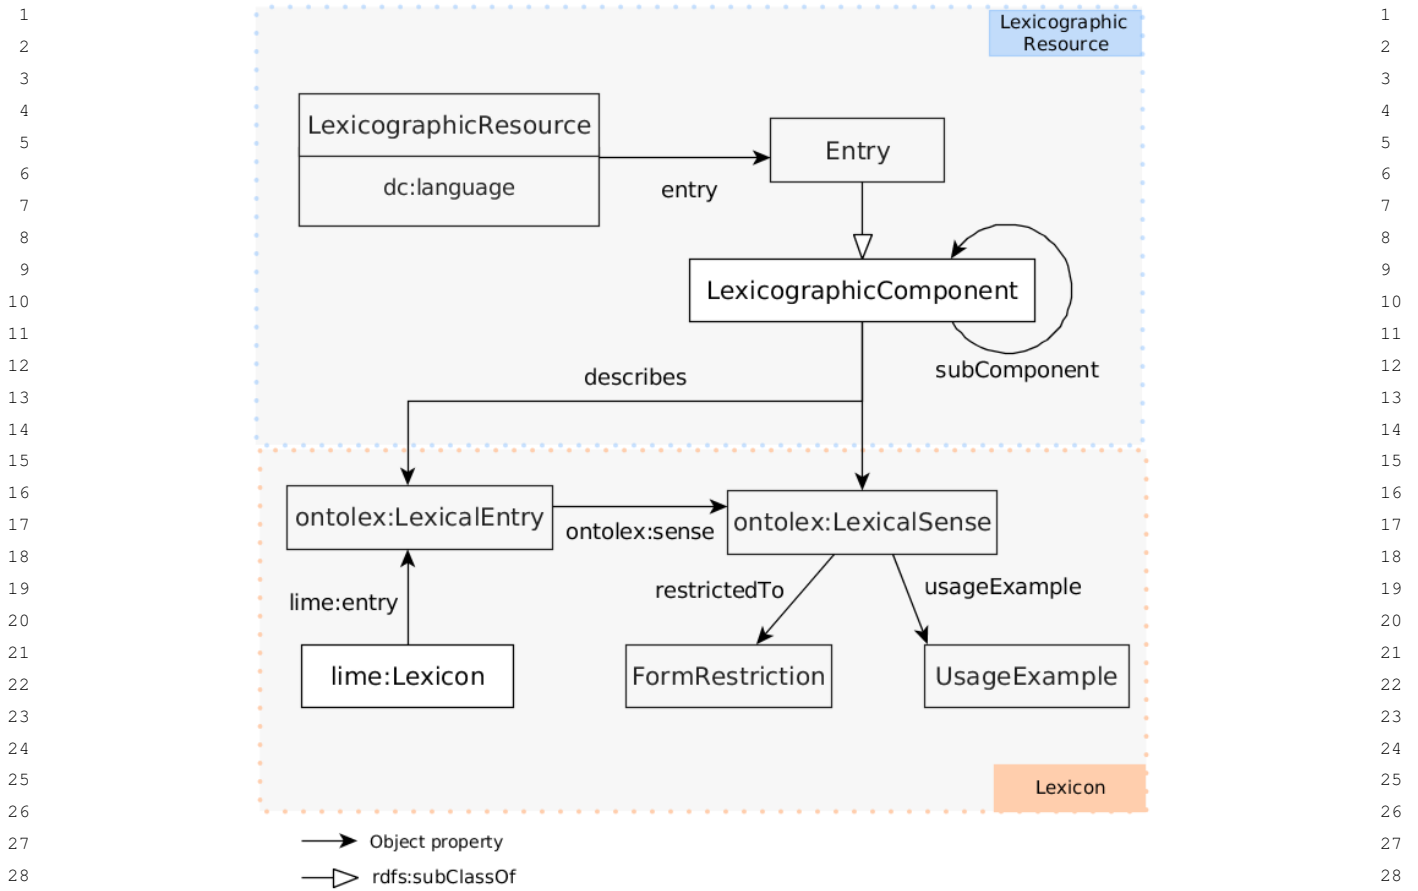 1
2
3
4
5
6
7
8
9
10
11
12
13
14
15
16
17
18
19
20
21
22
23
24
25
26
27
28
Lexicographic
Resource
LexicographicResource
dc:language
entry
Entry
LexicographicComponent
subComponent
describes
ontolex:LexicalEntry
ontolex:sense
ontolex:LexicalSense
lime:entry
restrictedTo
usageExample
lime:Lexicon
FormRestriction
UsageExample
Lexicon
Object property
rdfs:subClassOf
1
2
3
4
5
6
7
8
9
10
11
12
13
14
15
16
17
18
19
20
21
22
23
24
25
26
27
28